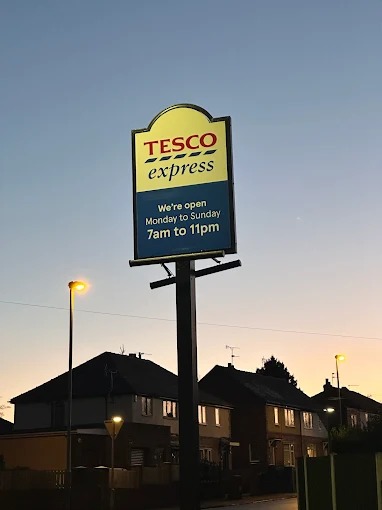 TESCO
express
We're open
Monday to Sunday
7am to 11pm